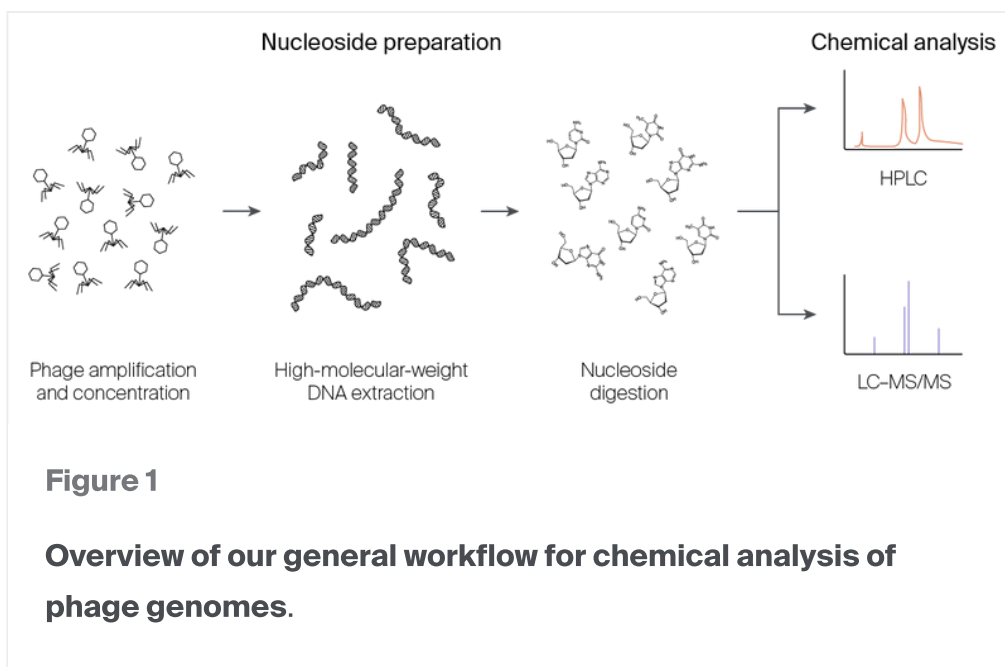 Nucleoside preparation
Chemical analysis
HPLC
LC–MS/MS
Phage amplification
and concentration
High-molecular-weight
DNA extraction
Nucleoside
digestion
Figure 1
Overview of our general workflow for chemical analysis of
phage genomes.